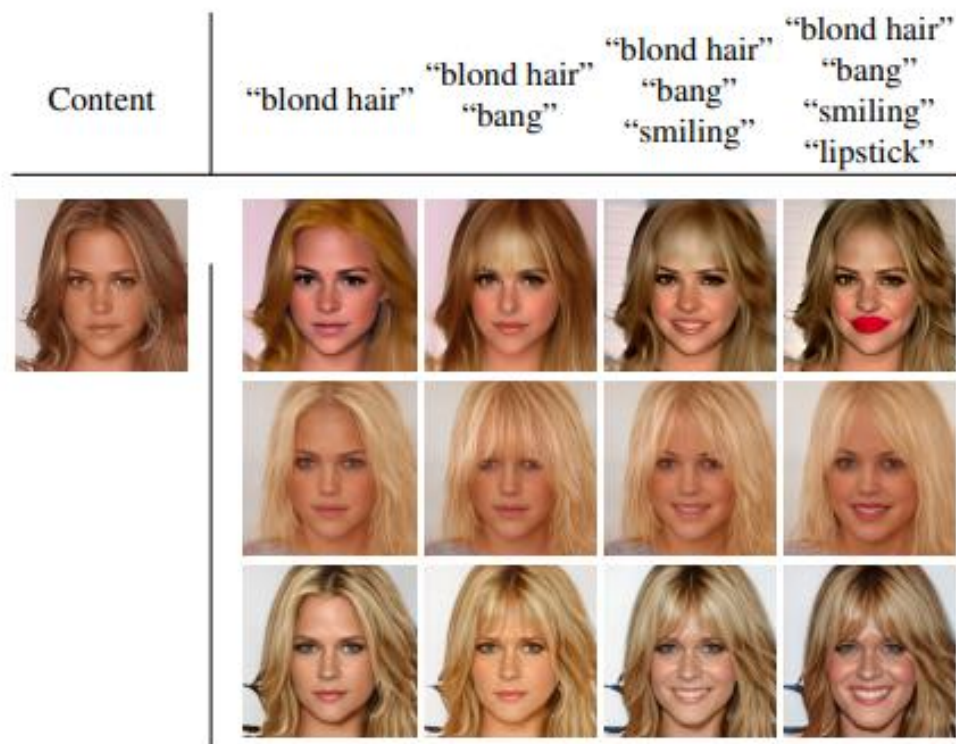 Content
“blond hair”
“blond hair”
“bang”
“blond hair”
“bang”
“smiling”
“blond hair”
“bang”
“smiling”
“lipstick”